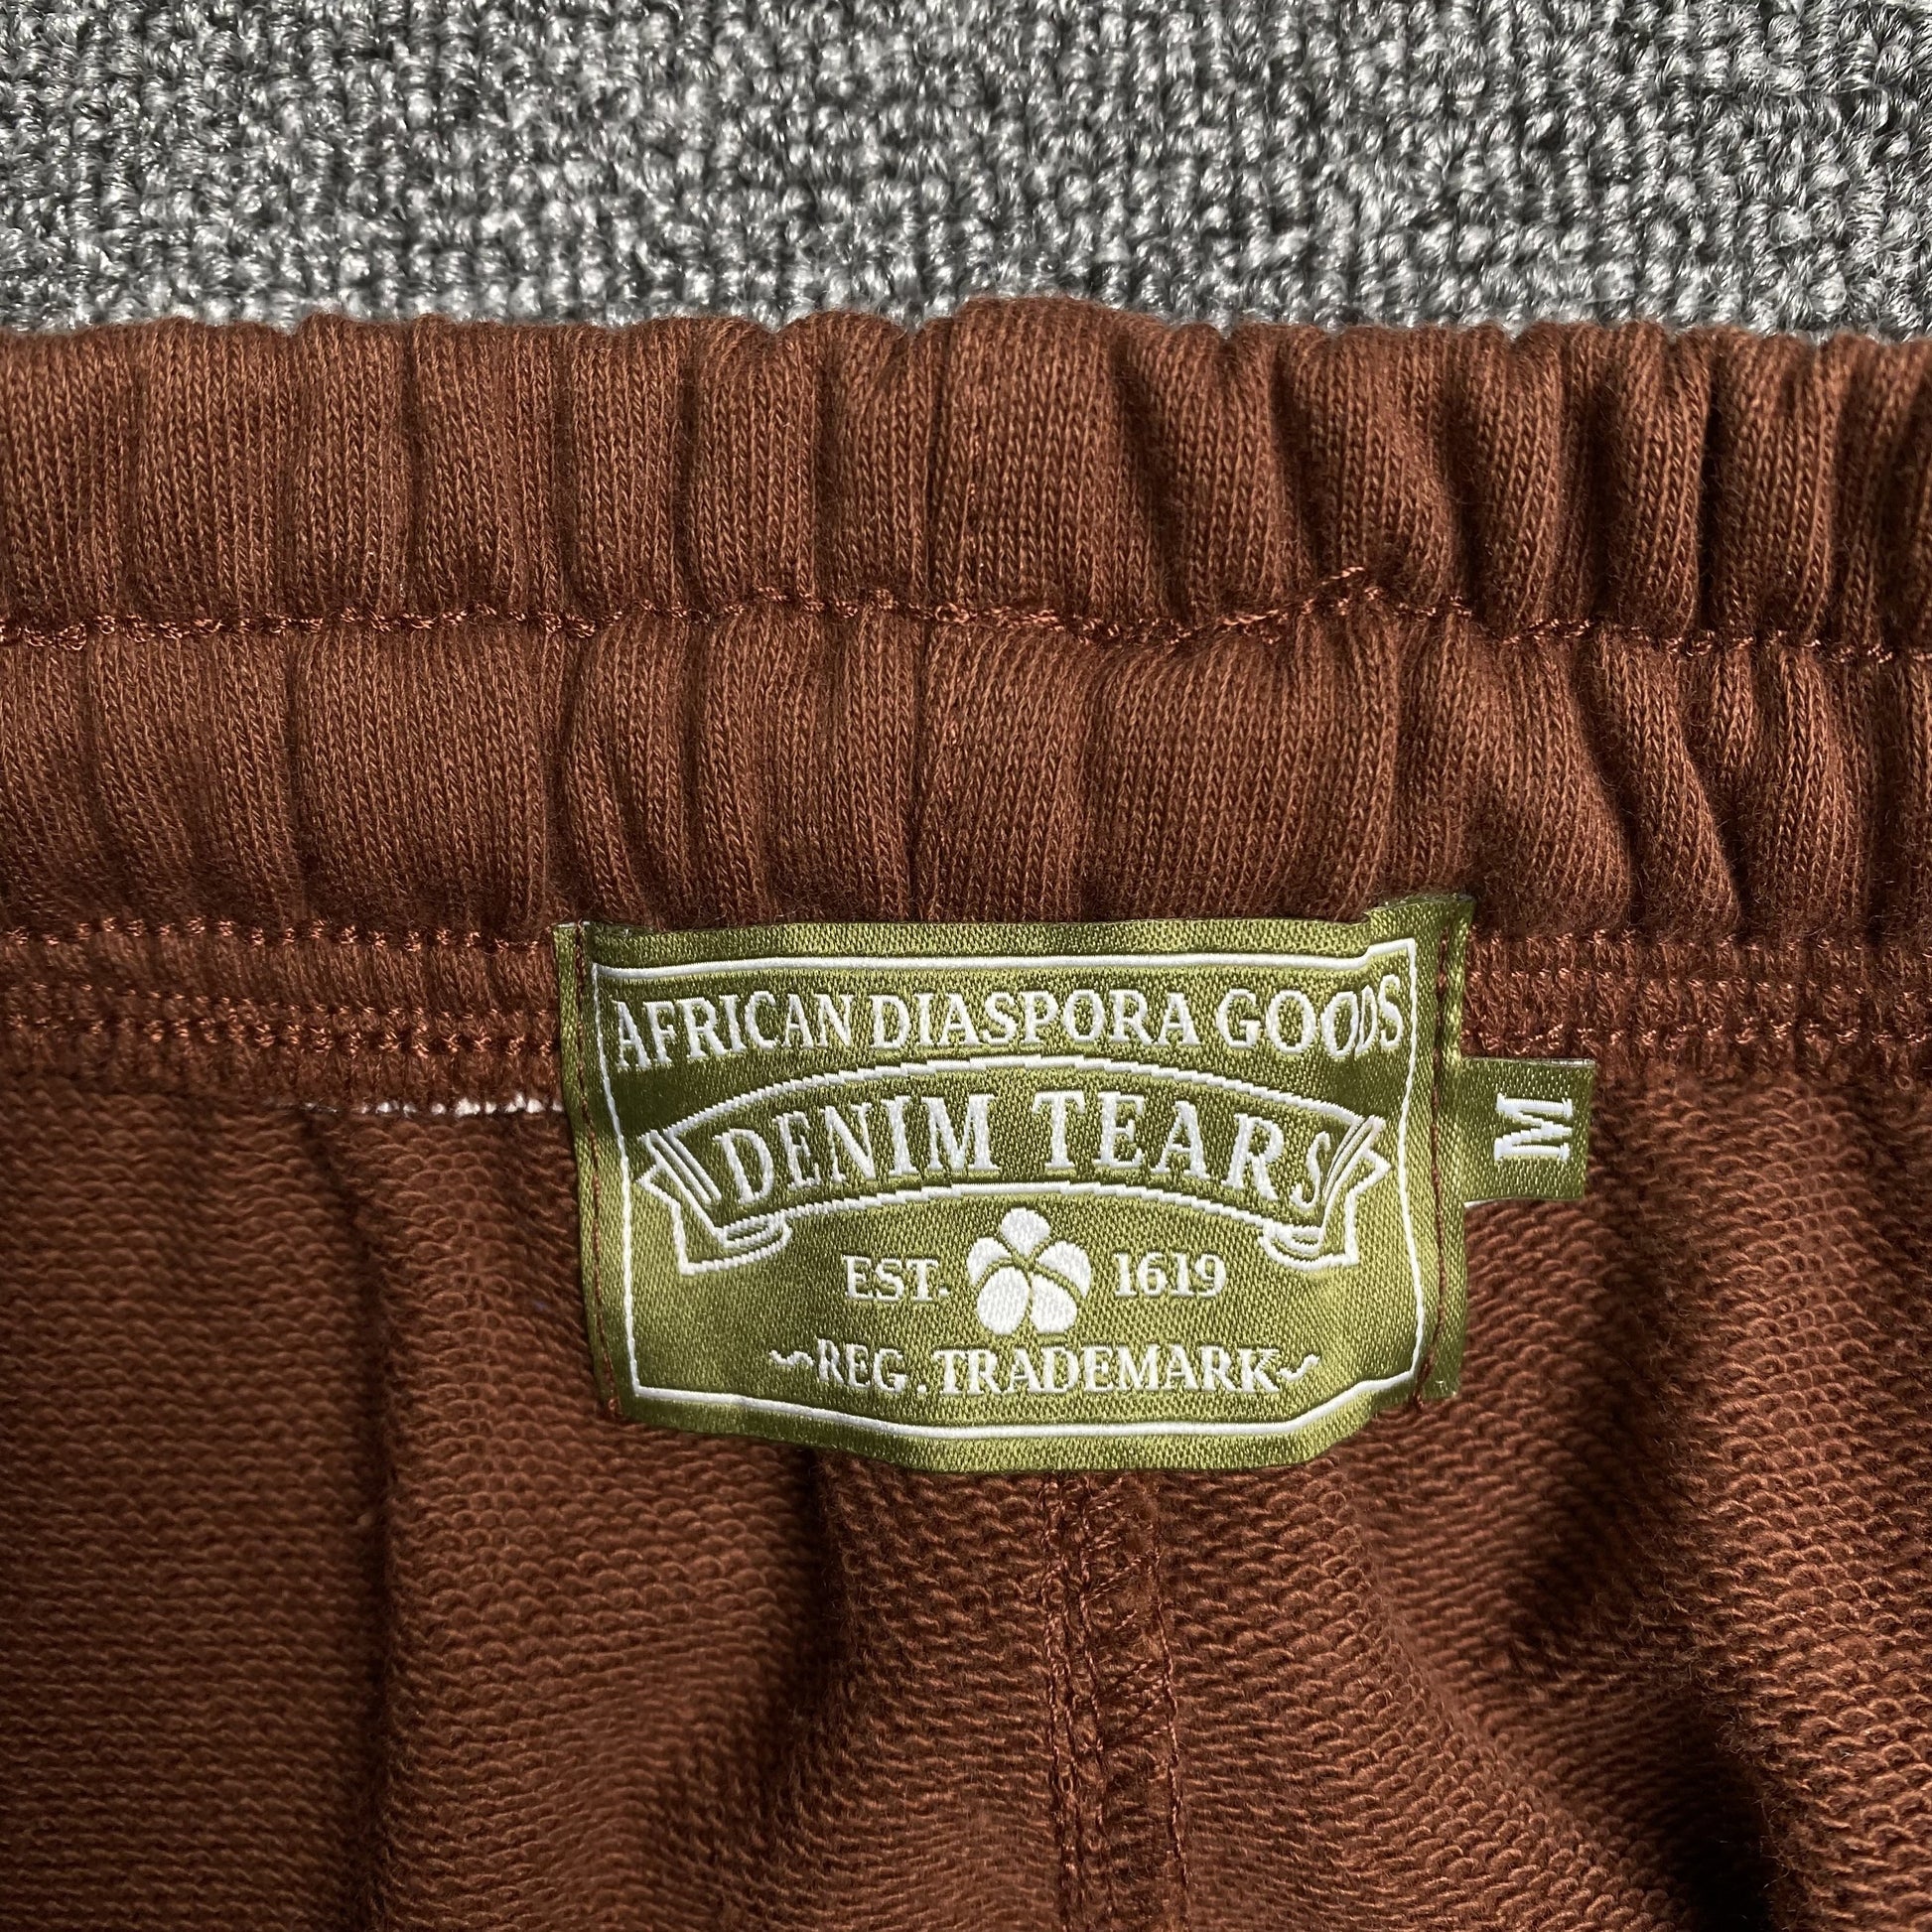 AFRICAN DIASPORA GOODS
DENIM TEARS
M
EST. 1619
~REG. TRADEMARK~